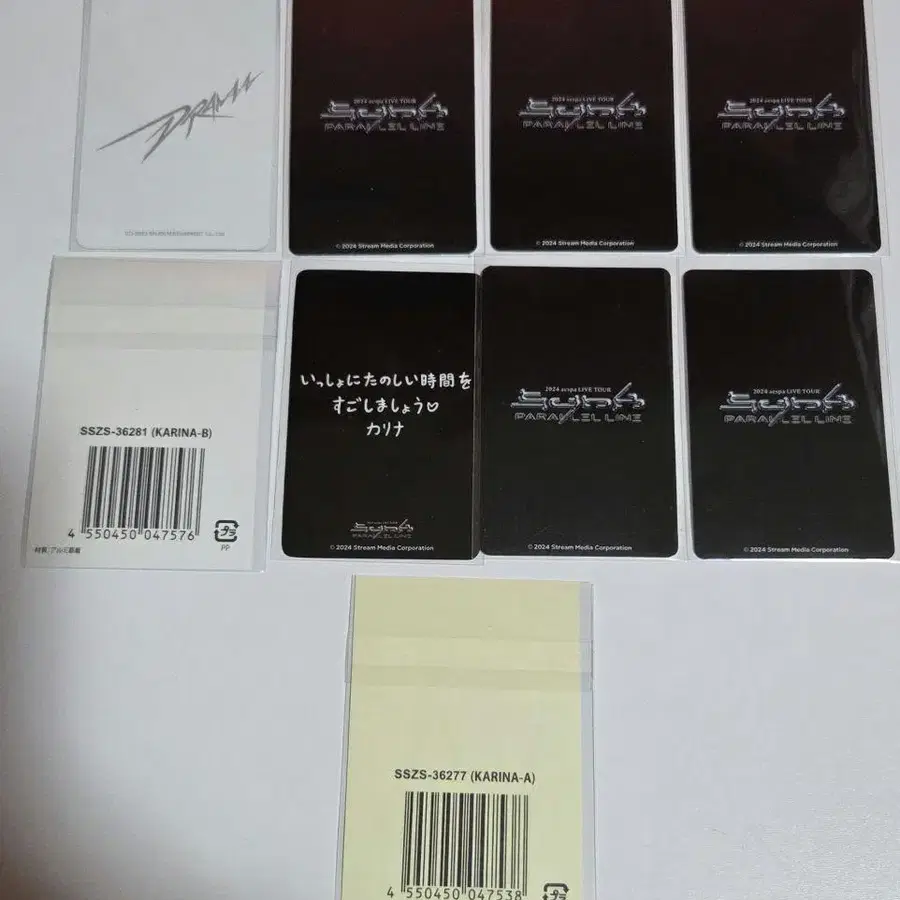 DRAMA
2024 aespa LIVE TOUR
SYNK
PARALLEL LINE
© 2024 Stream Media Corporation
2024 aespa LIVE TOUR
SYNK
PARALLEL LINE
© 2024 Stream Media Corporation
2024 aespa LIVE TOUR
SYNK
PARALLEL LINE
© 2024 Stream Media Corporation
SSZS-36281 (KARINA-B)
4 550450 047576
プラ
PP
いっしょにたのしい時間を
すごしましょう♡
カリナ
SYNK
PARALLEL LINE
© 2024 Stream Media Corporation
2024 aespa LIVE TOUR
SYNK
PARALLEL LINE
© 2024 Stream Media Corporation
2024 aespa LIVE TOUR
SYNK
PARALLEL LINE
© 2024 Stream Media Corporation
SSZS-36277 (KARINA-A)
4 550450 047538